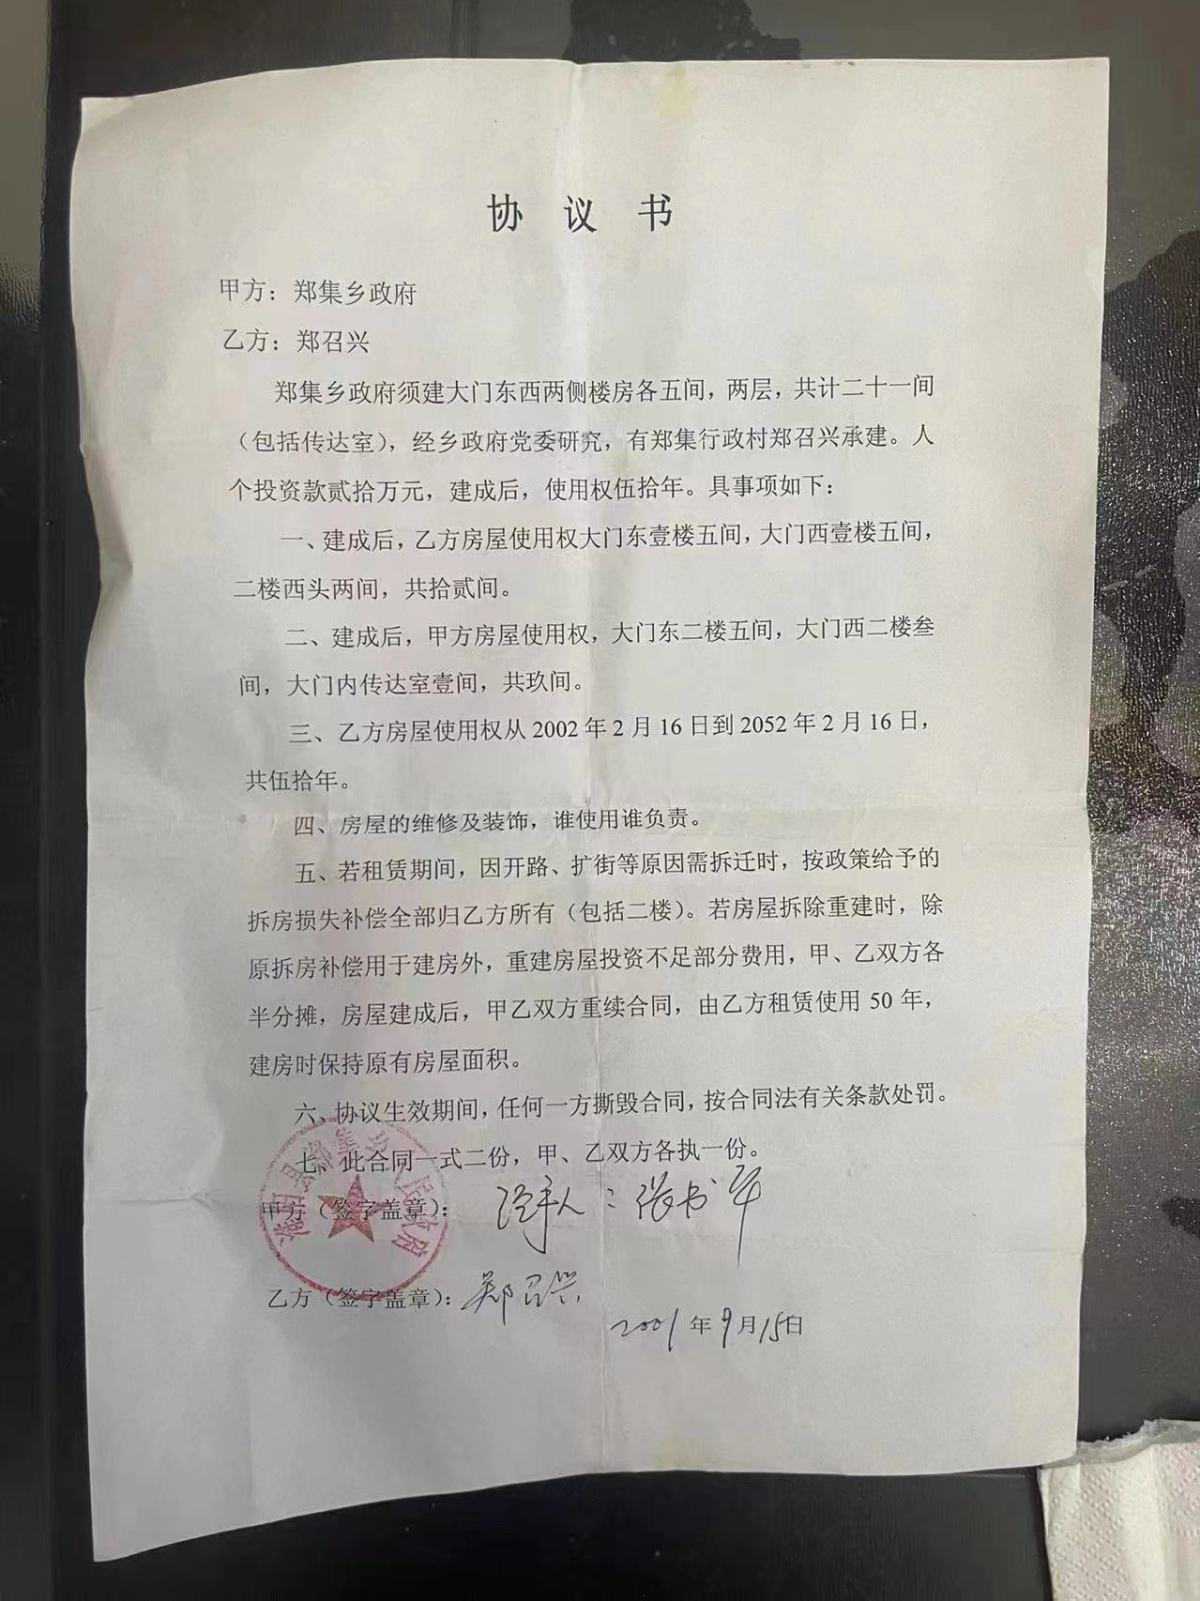 协 议 书
甲方：郑集乡政府
乙方：郑召兴
郑集乡政府须建大门东西两侧楼房各五间，两层，共计二十一间
（包括传达室），经乡政府党委研究，有郑集行政村郑召兴承建。人
个投资款贰拾万元，建成后，使用权伍拾年。具事项如下：
一、建成后，乙方房屋使用权大门东壹楼五间，大门西壹楼五间，
二楼西头两间，共拾贰间。
二、建成后，甲方房屋使用权，大门东二楼五间，大门西二楼叁
间，大门内传达室壹间，共玖间。
三、乙方房屋使用权从 2002 年 2 月 16 日到 2052 年 2 月 16 日，
共伍拾年。
四、房屋的维修及装饰，谁使用谁负责。
五、若租赁期间，因开路、扩街等原因需拆迁时，按政策给予的
拆房损失补偿全部归乙方所有（包括二楼）。若房屋拆除重建时，除
原拆房补偿用于建房外，重建房屋投资不足部分费用，甲、乙双方各
半分摊，房屋建成后，甲乙双方重续合同，由乙方租赁使用 50 年，
建房时保持原有房屋面积。
六、协议生效期间，任何一方撕毁合同，按合同法有关条款处罚。
七、此合同一式二份，甲、乙双方各执一份。
甲方（签字盖章）： 经手人：张书军
乙方（签字盖章）：郑召兴
2001 年 9 月 15 日